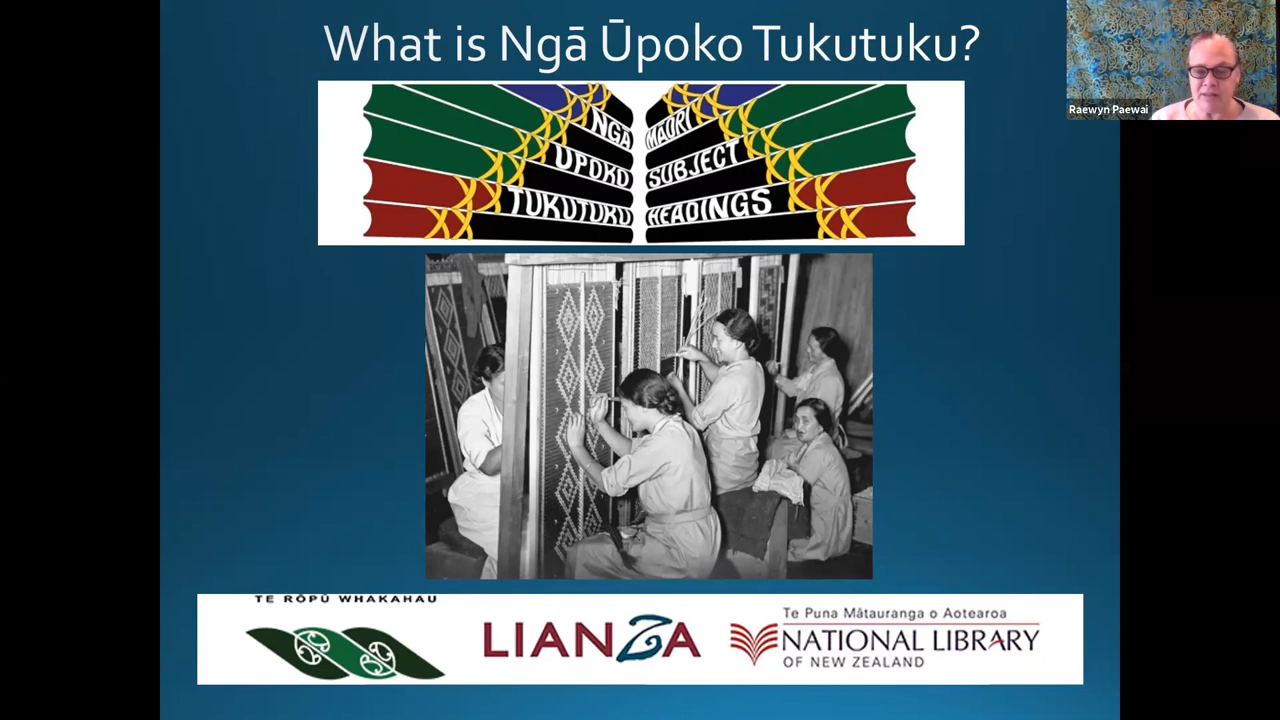 What is Ngā Ūpoko Tukutuku?
Raewyn Paewai
NGĀ MĀORI
ŪPOKO SUBJECT
TUKUTUKU HEADINGS
TE RŌPŪ WHAKAHAU
LIANZA
Te Puna Mātauranga o Aotearoa
NATIONAL LIBRARY
OF NEW ZEALAND